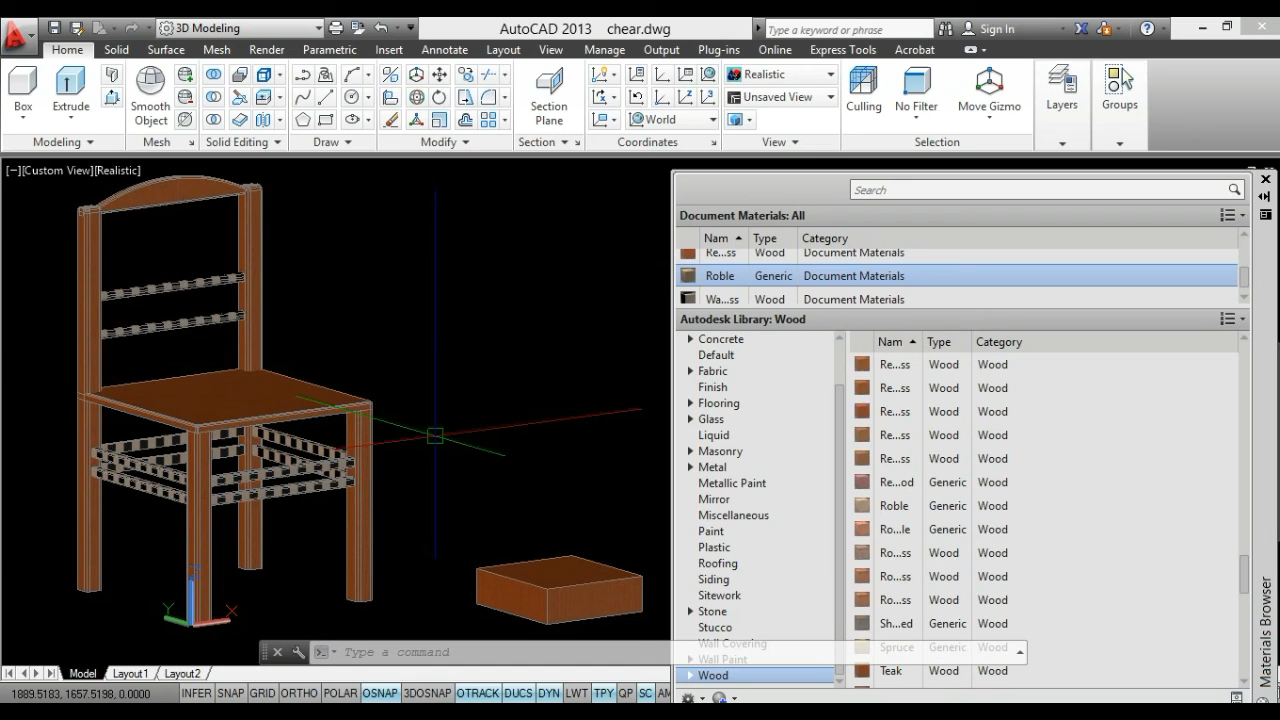 3D Modeling
AutoCAD 2013 chear.dwg
Type a keyword or phrase
Sign In
Home Solid Surface Mesh Render Parametric Insert Annotate Layout View Manage Output Plug-ins Online Express Tools Acrobat
Realistic
Unsaved View
World
Box
Extrude
Smooth
Object
Section
Plane
Culling
No Filter
Move Gizmo
Layers
Groups
Modeling
Mesh
Solid Editing
Draw
Modify
Section
Coordinates
View
Selection
[−][Custom View][Realistic]
Search
Document Materials: All
Nam Type Category
Re...ss Wood Document Materials
Roble Generic Document Materials
Wa...ss Wood Document Materials
Autodesk Library: Wood
Concrete
Default
Fabric
Finish
Flooring
Glass
Liquid
Masonry
Metal
Metallic Paint
Mirror
Miscellaneous
Paint
Plastic
Roofing
Siding
Sitework
Stone
Stucco
Wall Covering
Wall Paint
Wood
Nam Type Category
Re...ss Wood Wood
Re...ss Wood Wood
Re...ss Wood Wood
Re...ss Wood Wood
Re...ss Wood Wood
Re...od Generic Wood
Roble Generic Wood
Ro...le Generic Wood
Ro...ss Wood Wood
Ro...ss Wood Wood
Ro...ss Wood Wood
Sh...ed Generic Wood
Spruce Generic Wood
Teak Wood Wood
Materials Browser
Y
X
Type a command
Model Layout1 Layout2
1889.5183, 1657.5198, 0.0000
INFER SNAP GRID ORTHO POLAR OSNAP 3DOSNAP OTRACK DUCS DYN LWT TPY QP SC AM